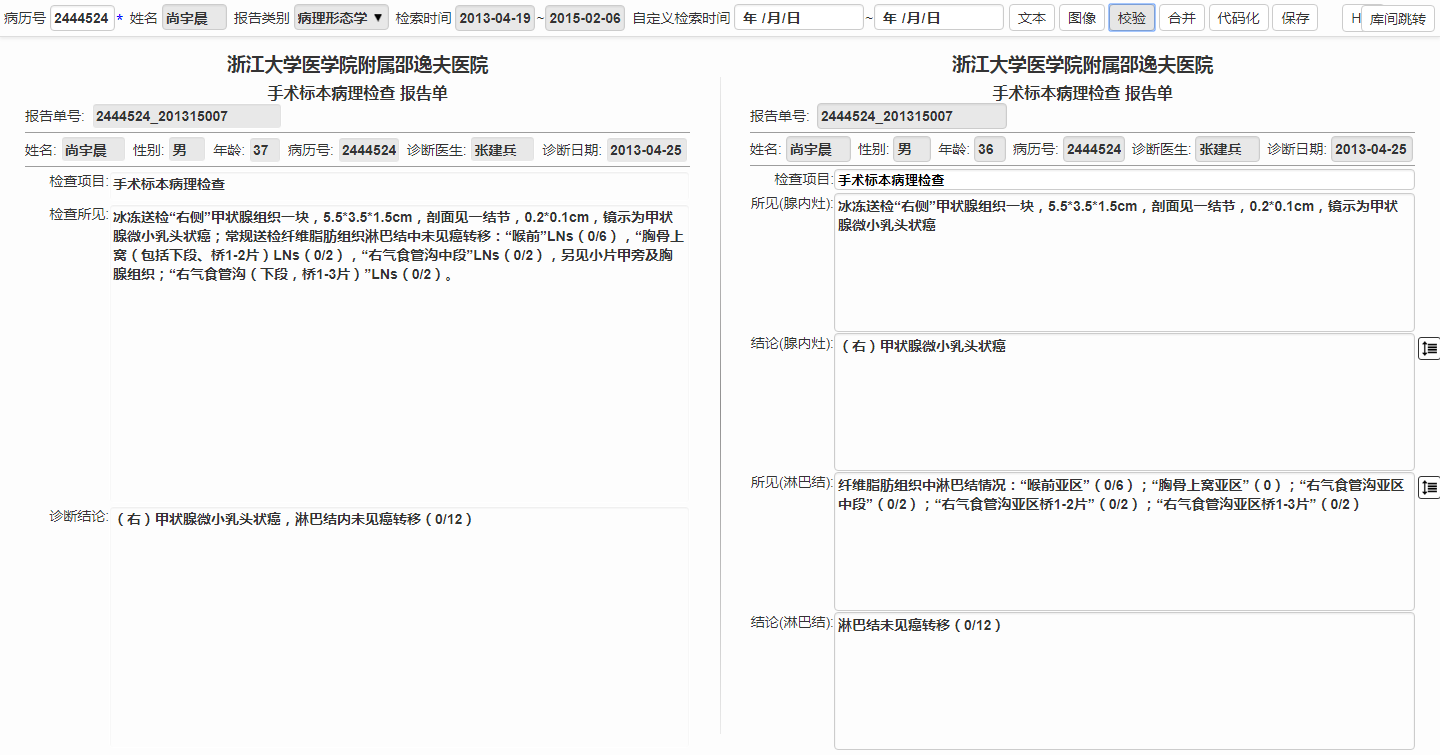 病历号 2444524 * 姓名 尚宇晨 报告类别 病理形态学 ▼ 检索时间 2013-04-19 ~ 2015-02-06 自定义检索时间 年 /月/日 ~ 年 /月/日 文本 图像 校验 合并 代码化 保存 H 库间跳转
浙江大学医学院附属邵逸夫医院
手术标本病理检查 报告单
报告单号: 2444524_201315007
姓名: 尚宇晨 性别: 男 年龄: 37 病历号: 2444524 诊断医生: 张建兵 诊断日期: 2013-04-25
检查项目: 手术标本病理检查
检查所见: 冰冻送检“右侧”甲状腺组织一块，5.5*3.5*1.5cm，剖面见一结节，0.2*0.1cm，镜示为甲状
腺微小乳头状癌；常规送检纤维脂肪组织淋巴结中未见癌转移：“喉前”LNs（0/6），“胸骨上
窝（包括下段、桥1-2片）LNs（0/2），“右气食管沟中段”LNs（0/2），另见小片甲旁及胸
腺组织；“右气食管沟（下段，桥1-3片）”LNs（0/2）。
诊断结论: （右）甲状腺微小乳头状癌，淋巴结内未见癌转移（0/12）
浙江大学医学院附属邵逸夫医院
手术标本病理检查 报告单
报告单号: 2444524_201315007
姓名: 尚宇晨 性别: 男 年龄: 36 病历号: 2444524 诊断医生: 张建兵 诊断日期: 2013-04-25
检查项目: 手术标本病理检查
所见(腺内灶): 冰冻送检“右侧”甲状腺组织一块，5.5*3.5*1.5cm，剖面见一结节，0.2*0.1cm，镜示为甲状
腺微小乳头状癌
结论(腺内灶): （右）甲状腺微小乳头状癌
所见(淋巴结): 纤维脂肪组织中淋巴结情况：“喉前亚区”（0/6）；“胸骨上窝亚区”（0）；“右气食管沟亚区
中段”（0/2）；“右气食管沟亚区桥1-2片”（0/2）；“右气食管沟亚区桥1-3片”（0/2）
结论(淋巴结): 淋巴结未见癌转移（0/12）